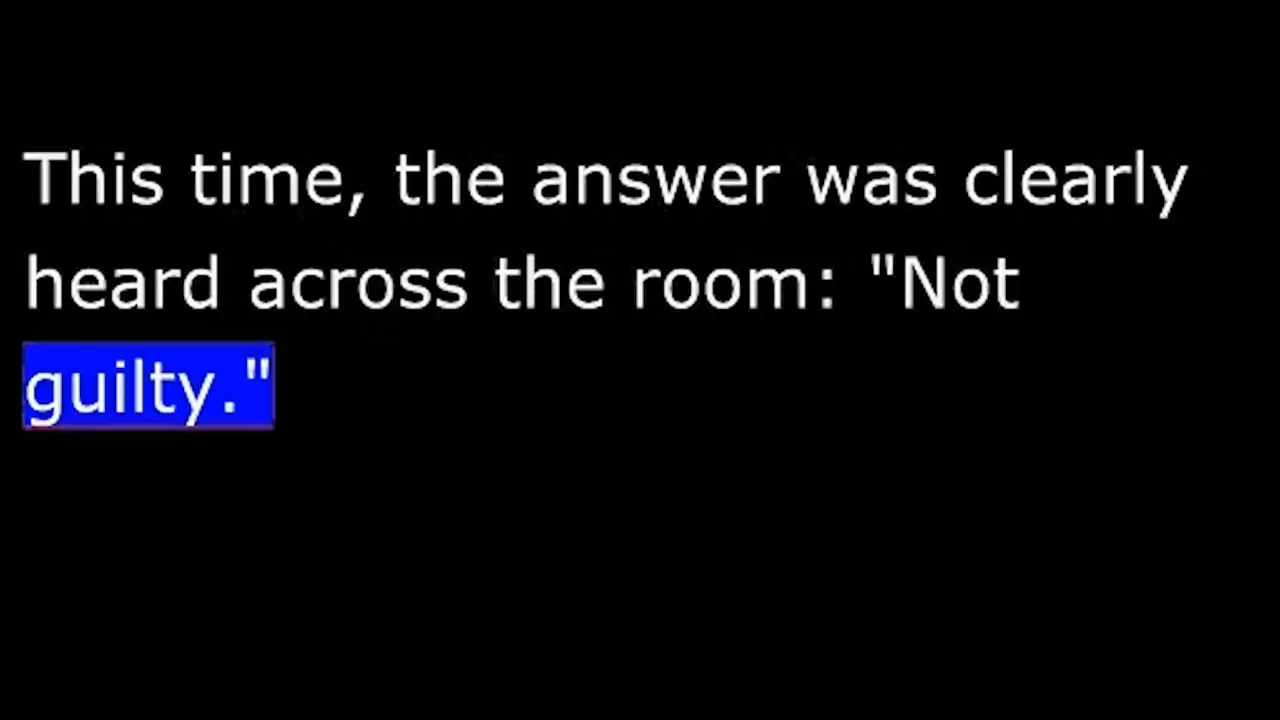 This time, the answer was clearly
heard across the room: "Not
guilty."